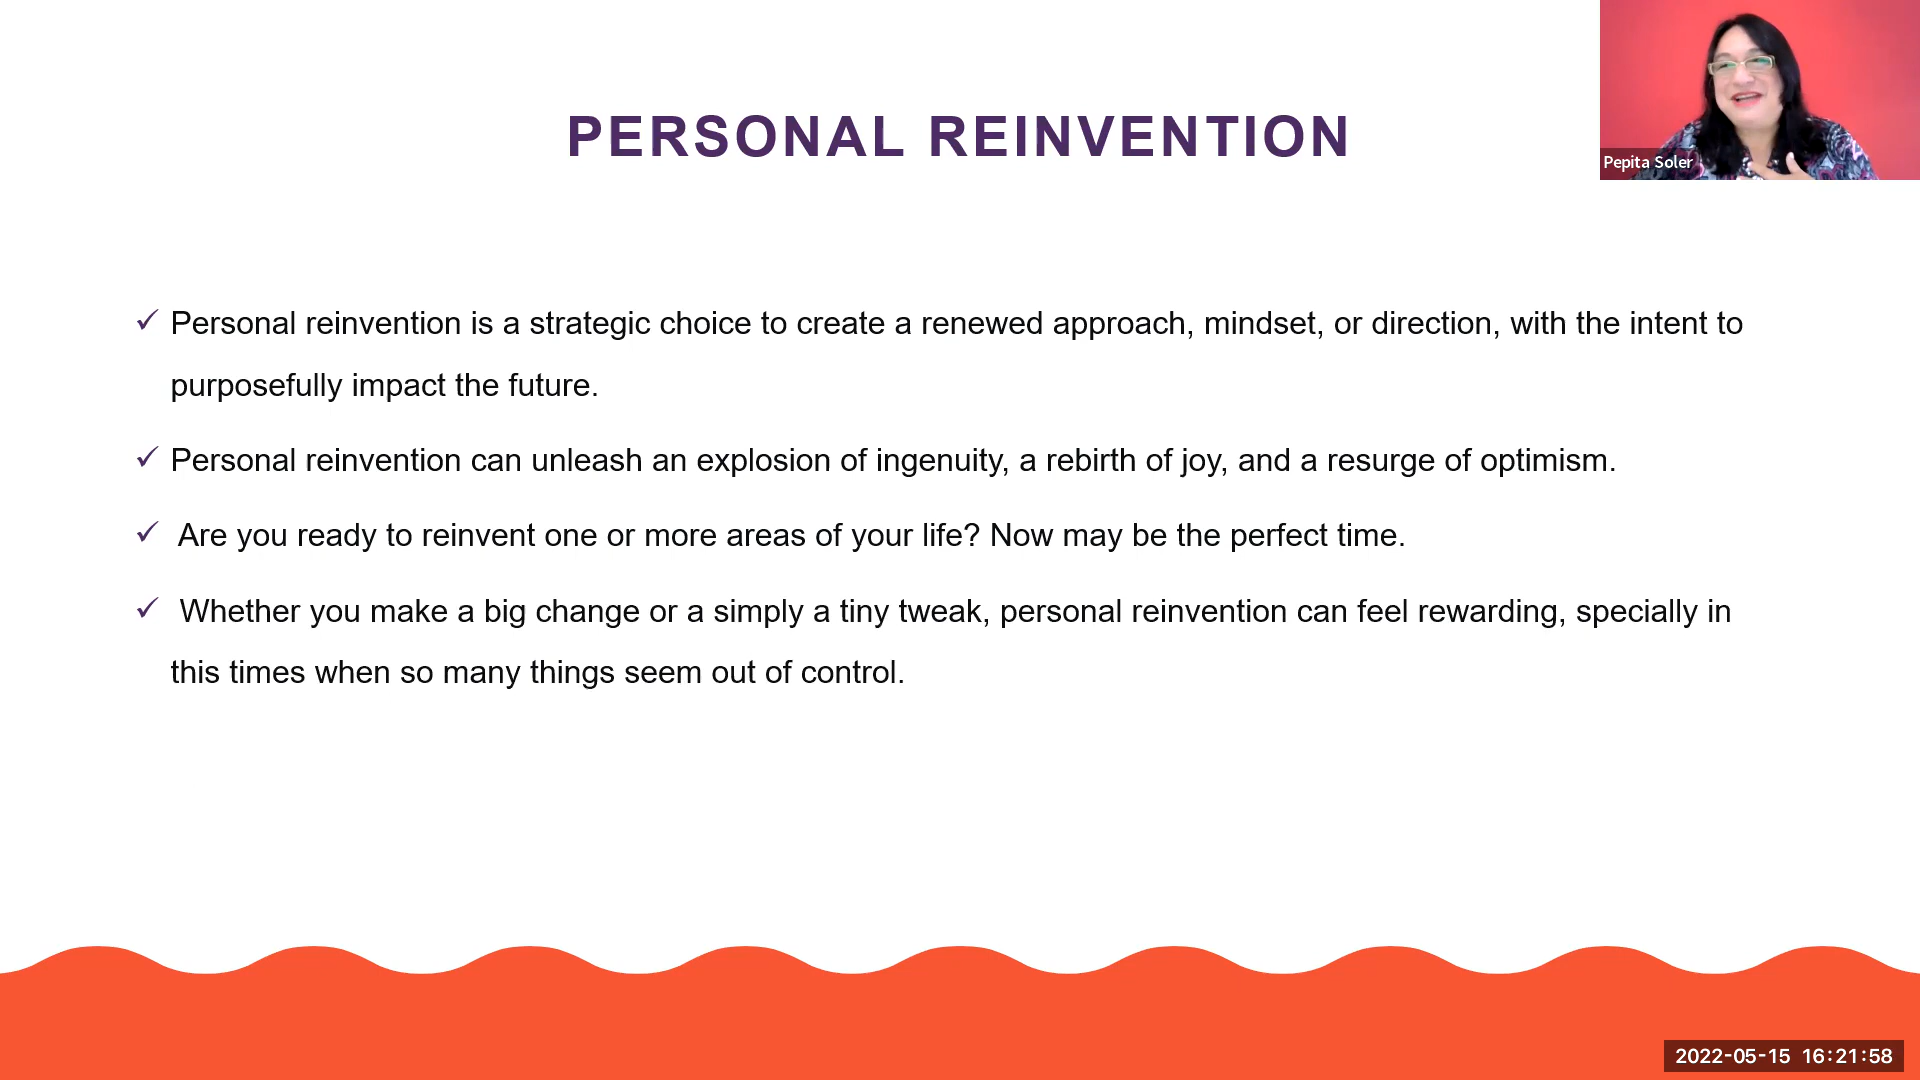 PERSONAL REINVENTION
Pepita Soler
✓ Personal reinvention is a strategic choice to create a renewed approach, mindset, or direction, with the intent to
purposefully impact the future.
✓ Personal reinvention can unleash an explosion of ingenuity, a rebirth of joy, and a resurge of optimism.
✓ Are you ready to reinvent one or more areas of your life? Now may be the perfect time.
✓ Whether you make a big change or a simply a tiny tweak, personal reinvention can feel rewarding, specially in
this times when so many things seem out of control.
2022-05-15 16:21:58